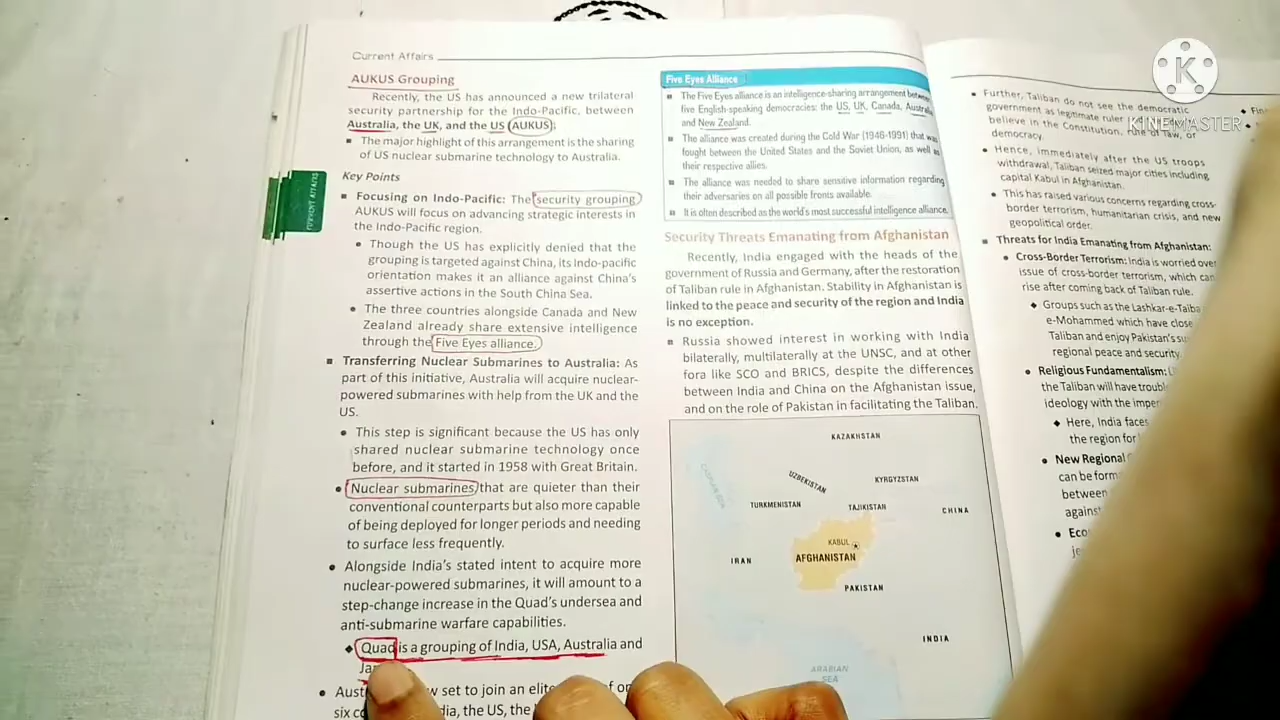 Current Affairs
AUKUS Grouping
Recently, the US has announced a new trilateral
security partnership for the Indo-Pacific, between
Australia, the UK, and the US (AUKUS).
The major highlight of this arrangement is the sharing
of US nuclear submarine technology to Australia.
Key Points
Focusing on Indo-Pacific: The security grouping
AUKUS will focus on advancing strategic interests in
the Indo-Pacific region.
Though the US has explicitly denied that the
grouping is targeted against China, its Indo-pacific
orientation makes it an alliance against China's
assertive actions in the South China Sea.
The three countries alongside Canada and New
Zealand already share extensive intelligence
through the Five Eyes alliance.
Transferring Nuclear Submarines to Australia: As
part of this initiative, Australia will acquire nuclear-
powered submarines with help from the UK and the
US.
This step is significant because the US has only
shared nuclear submarine technology once
before, and it started in 1958 with Great Britain.
Nuclear submarines that are quieter than their
conventional counterparts but also more capable
of being deployed for longer periods and needing
to surface less frequently.
Alongside India's stated intent to acquire more
nuclear-powered submarines, it will amount to a
step-change increase in the Quad's undersea and
anti-submarine warfare capabilities.
Quad is a grouping of India, USA, Australia and
set to join an elite
the US, the
CURRENT AFFAIRS
Five Eyes Alliance
The Five Eyes alliance is an intelligence-sharing arrangement between
five English-speaking democracies: the US, UK, Canada, Australia
and New Zealand.
The alliance was created during the Cold War (1946-1991) that was
fought between the United States and the Soviet Union, as well as
their respective allies.
The alliance was needed to share sensitive information regarding
their adversaries on all possible fronts available.
It is often described as the world's most successful intelligence alliance.
Security Threats Emanating from Afghanistan
Recently, India engaged with the heads of the
government of Russia and Germany, after the restoration
of Taliban rule in Afghanistan. Stability in Afghanistan is
linked to the peace and security of the region and India
is no exception.
Russia showed interest in working with India
bilaterally, multilaterally at the UNSC, and at other
fora like SCO and BRICS, despite the differences
between India and China on the Afghanistan issue,
and on the role of Pakistan in facilitating the Taliban.
KAZAKHSTAN
CASPIAN SEA
UZBEKISTAN
KYRGYZSTAN
TURKMENISTAN
TAJIKISTAN
CHINA
KABUL
AFGHANISTAN
IRAN
PAKISTAN
INDIA
ARABIAN
SEA
Further, Taliban do not see the democratic
government as legitimate ruler
believe in the Constitution, rule of law, or
democracy.
Hence, immediately after the US troops
withdrawal, Taliban seized major cities including
capital Kabul in Afghanistan.
This has raised various concerns regarding cross-
border terrorism, humanitarian crisis, and new
geopolitical order.
Threats for India Emanating from Afghanistan:
Cross-Border Terrorism: India is worried over
issue of cross-border terrorism, which can
rise after coming back of Taliban rule.
Groups such as the Lashkar-e-Taiba
e-Mohammed which have close
Taliban and enjoy Pakistan's
regional peace and security
Religious Fundamentalism:
the Taliban will have
ideology with the
Here, India faces
the region for
New Regional
can be form
between
against
K
KINEMASTER